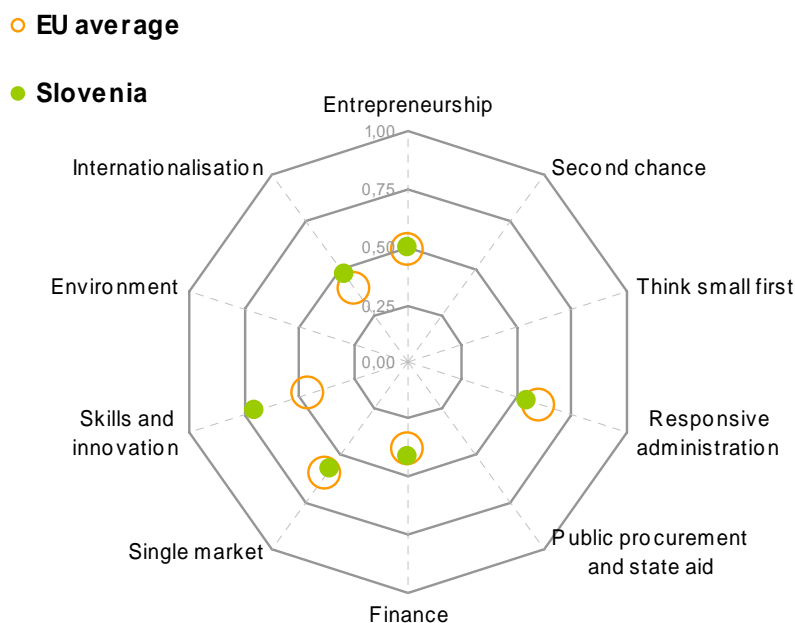 EU average
Slovenia
Entrepreneurship
1,00
Internationalisation
Second chance
0,75
0,50
Environment
Think small first
0,25
0,00
Skills and
innovation
Responsive
administration
Single market
Public procurement
and state aid
Finance